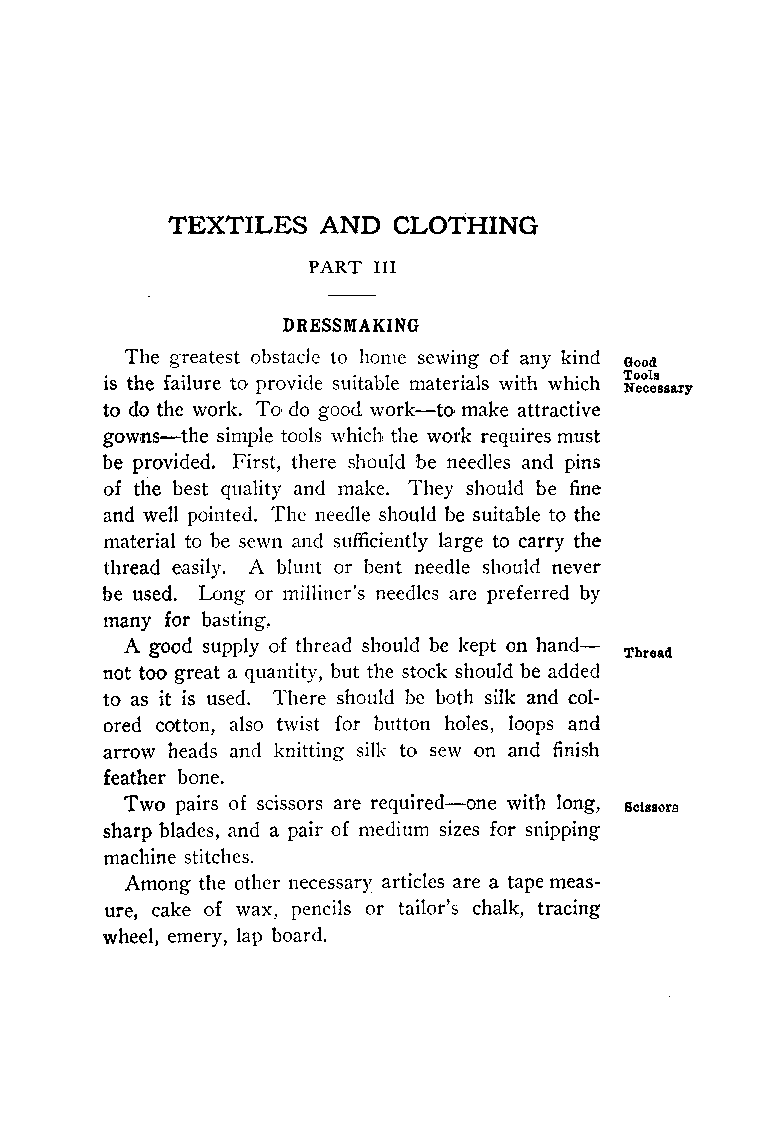 TEXTILES AND CLOTHING
PART III
DRESSMAKING
The greatest obstacle to home sewing of any kind
is the failure to provide suitable materials with which
to do the work. To do good work—to make attractive
gowns—the simple tools which the work requires must
be provided. First, there should be needles and pins
of the best quality and make. They should be fine
and well pointed. The needle should be suitable to the
material to be sewn and sufficiently large to carry the
thread easily. A blunt or bent needle should never
be used. Long or milliner's needles are preferred by
many for basting.
Good
Tools
Necessary
A good supply of thread should be kept on hand—
not too great a quantity, but the stock should be added
to as it is used. There should be both silk and col-
ored cotton, also twist for button holes, loops and
arrow heads and knitting silk to sew on and finish
feather bone.
Thread
Two pairs of scissors are required—one with long,
sharp blades, and a pair of medium sizes for snipping
machine stitches.
Scissors
Among the other necessary articles are a tape meas-
ure, cake of wax, pencils or tailor's chalk, tracing
wheel, emery, lap board.